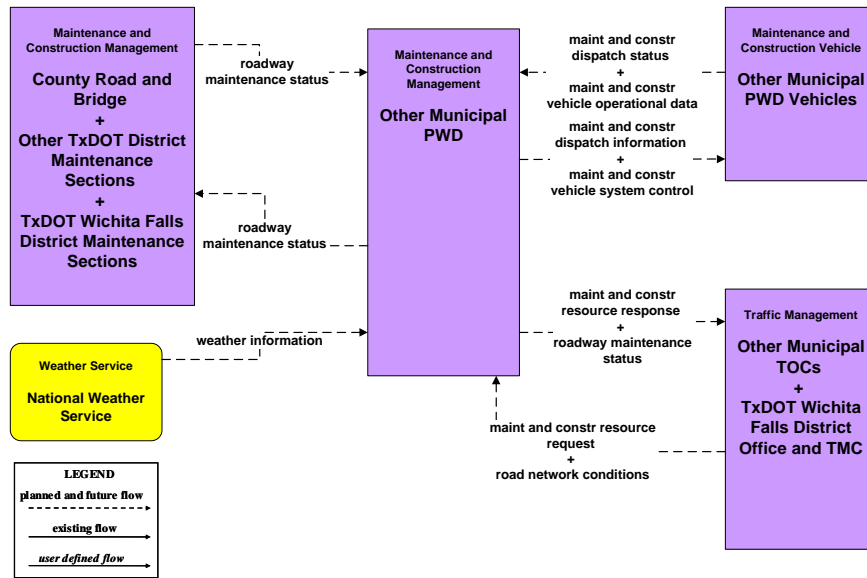 Maintenance and
Construction Management
County Road and
Bridge
+
Other TxDOT District
Maintenance
Sections
+
TxDOT Wichita Falls
District Maintenance
Sections
roadway
maintenance status
roadway
maintenance status
Maintenance and
Construction
Management
Other Municipal
PWD
maint and constr
dispatch status
+
maint and constr
vehicle operational data
maint and constr
dispatch information
+
maint and constr
vehicle system control
Maintenance and
Construction Vehicle
Other Municipal
PWD Vehicles
weather information
Weather Service
National Weather
Service
maint and constr
resource response
+
roadway maintenance
status
maint and constr resource
request
+
road network conditions
Traffic Management
Other Municipal
TOCs
+
TxDOT Wichita
Falls District
Office and TMC
LEGEND
planned and future flow
existing flow
user defined flow